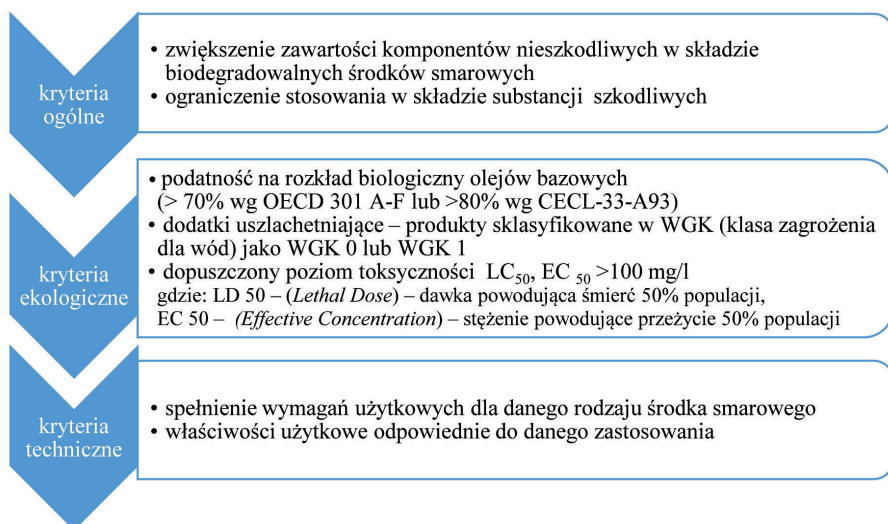 kryteria
ogólne
• zwiększenie zawartości komponentów nieszkodliwych w składzie
biodegradowalnych środków smarowych
• ograniczenie stosowania w składzie substancji szkodliwych
kryteria
ekologiczne
• podatność na rozkład biologiczny olejów bazowych
(> 70% wg OECD 301 A-F lub >80% wg CECL-33-A93)
• dodatki uszlachetniające – produkty sklasyfikowane w WGK (klasa zagrożenia
dla wód) jako WGK 0 lub WGK 1
• dopuszczony poziom toksyczności LC50, EC 50 >100 mg/l
gdzie: LD 50 – (Lethal Dose) – dawka powodująca śmierć 50% populacji,
EC 50 – (Effective Concentration) – stężenie powodujące przeżycie 50% populacji
kryteria
techniczne
• spełnienie wymagań użytkowych dla danego rodzaju środka smarowego
• właściwości użytkowe odpowiednie do danego zastosowania